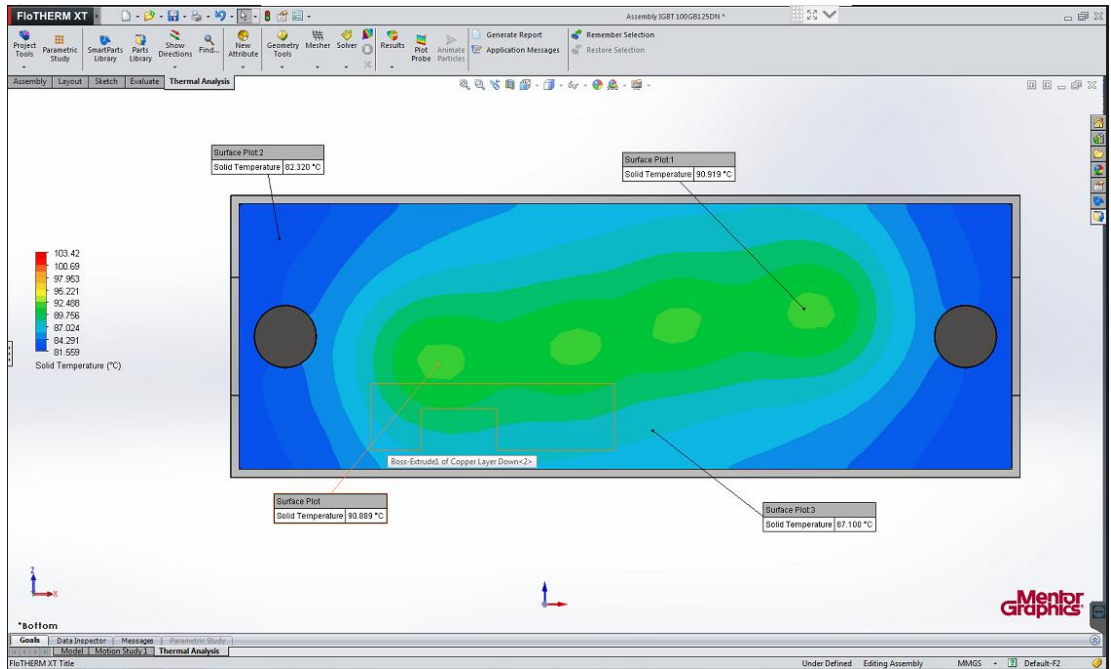 FloTHERM XT
Assembly IGBT 100GB125DN *
Project Tools
Parametric Study
SmartParts Library
Parts Library
Show Directions
Find...
New Attribute
Geometry Tools
Mesher
Solver
Results
Plot Probe
Animate Particles
Generate Report
Application Messages
Remember Selection
Restore Selection
Assembly Layout Sketch Evaluate Thermal Analysis
Surface Plot:2
Solid Temperature 82.320 °C
Surface Plot:1
Solid Temperature 90.919 °C
103.42
100.69
97.953
95.221
92.488
89.756
87.024
84.291
81.559
Solid Temperature (°C)
Boss-Extrude1 of Copper Layer Down<2>
Surface Plot
Solid Temperature 90.889 °C
Surface Plot:3
Solid Temperature 87.100 °C
Z
X
Mentor
Graphics
*Bottom
Goals Data Inspector Messages Parametric Study
Model Motion Study 1 Thermal Analysis
FloTHERM XT Title
Under Defined Editing Assembly MMGS Default-F2